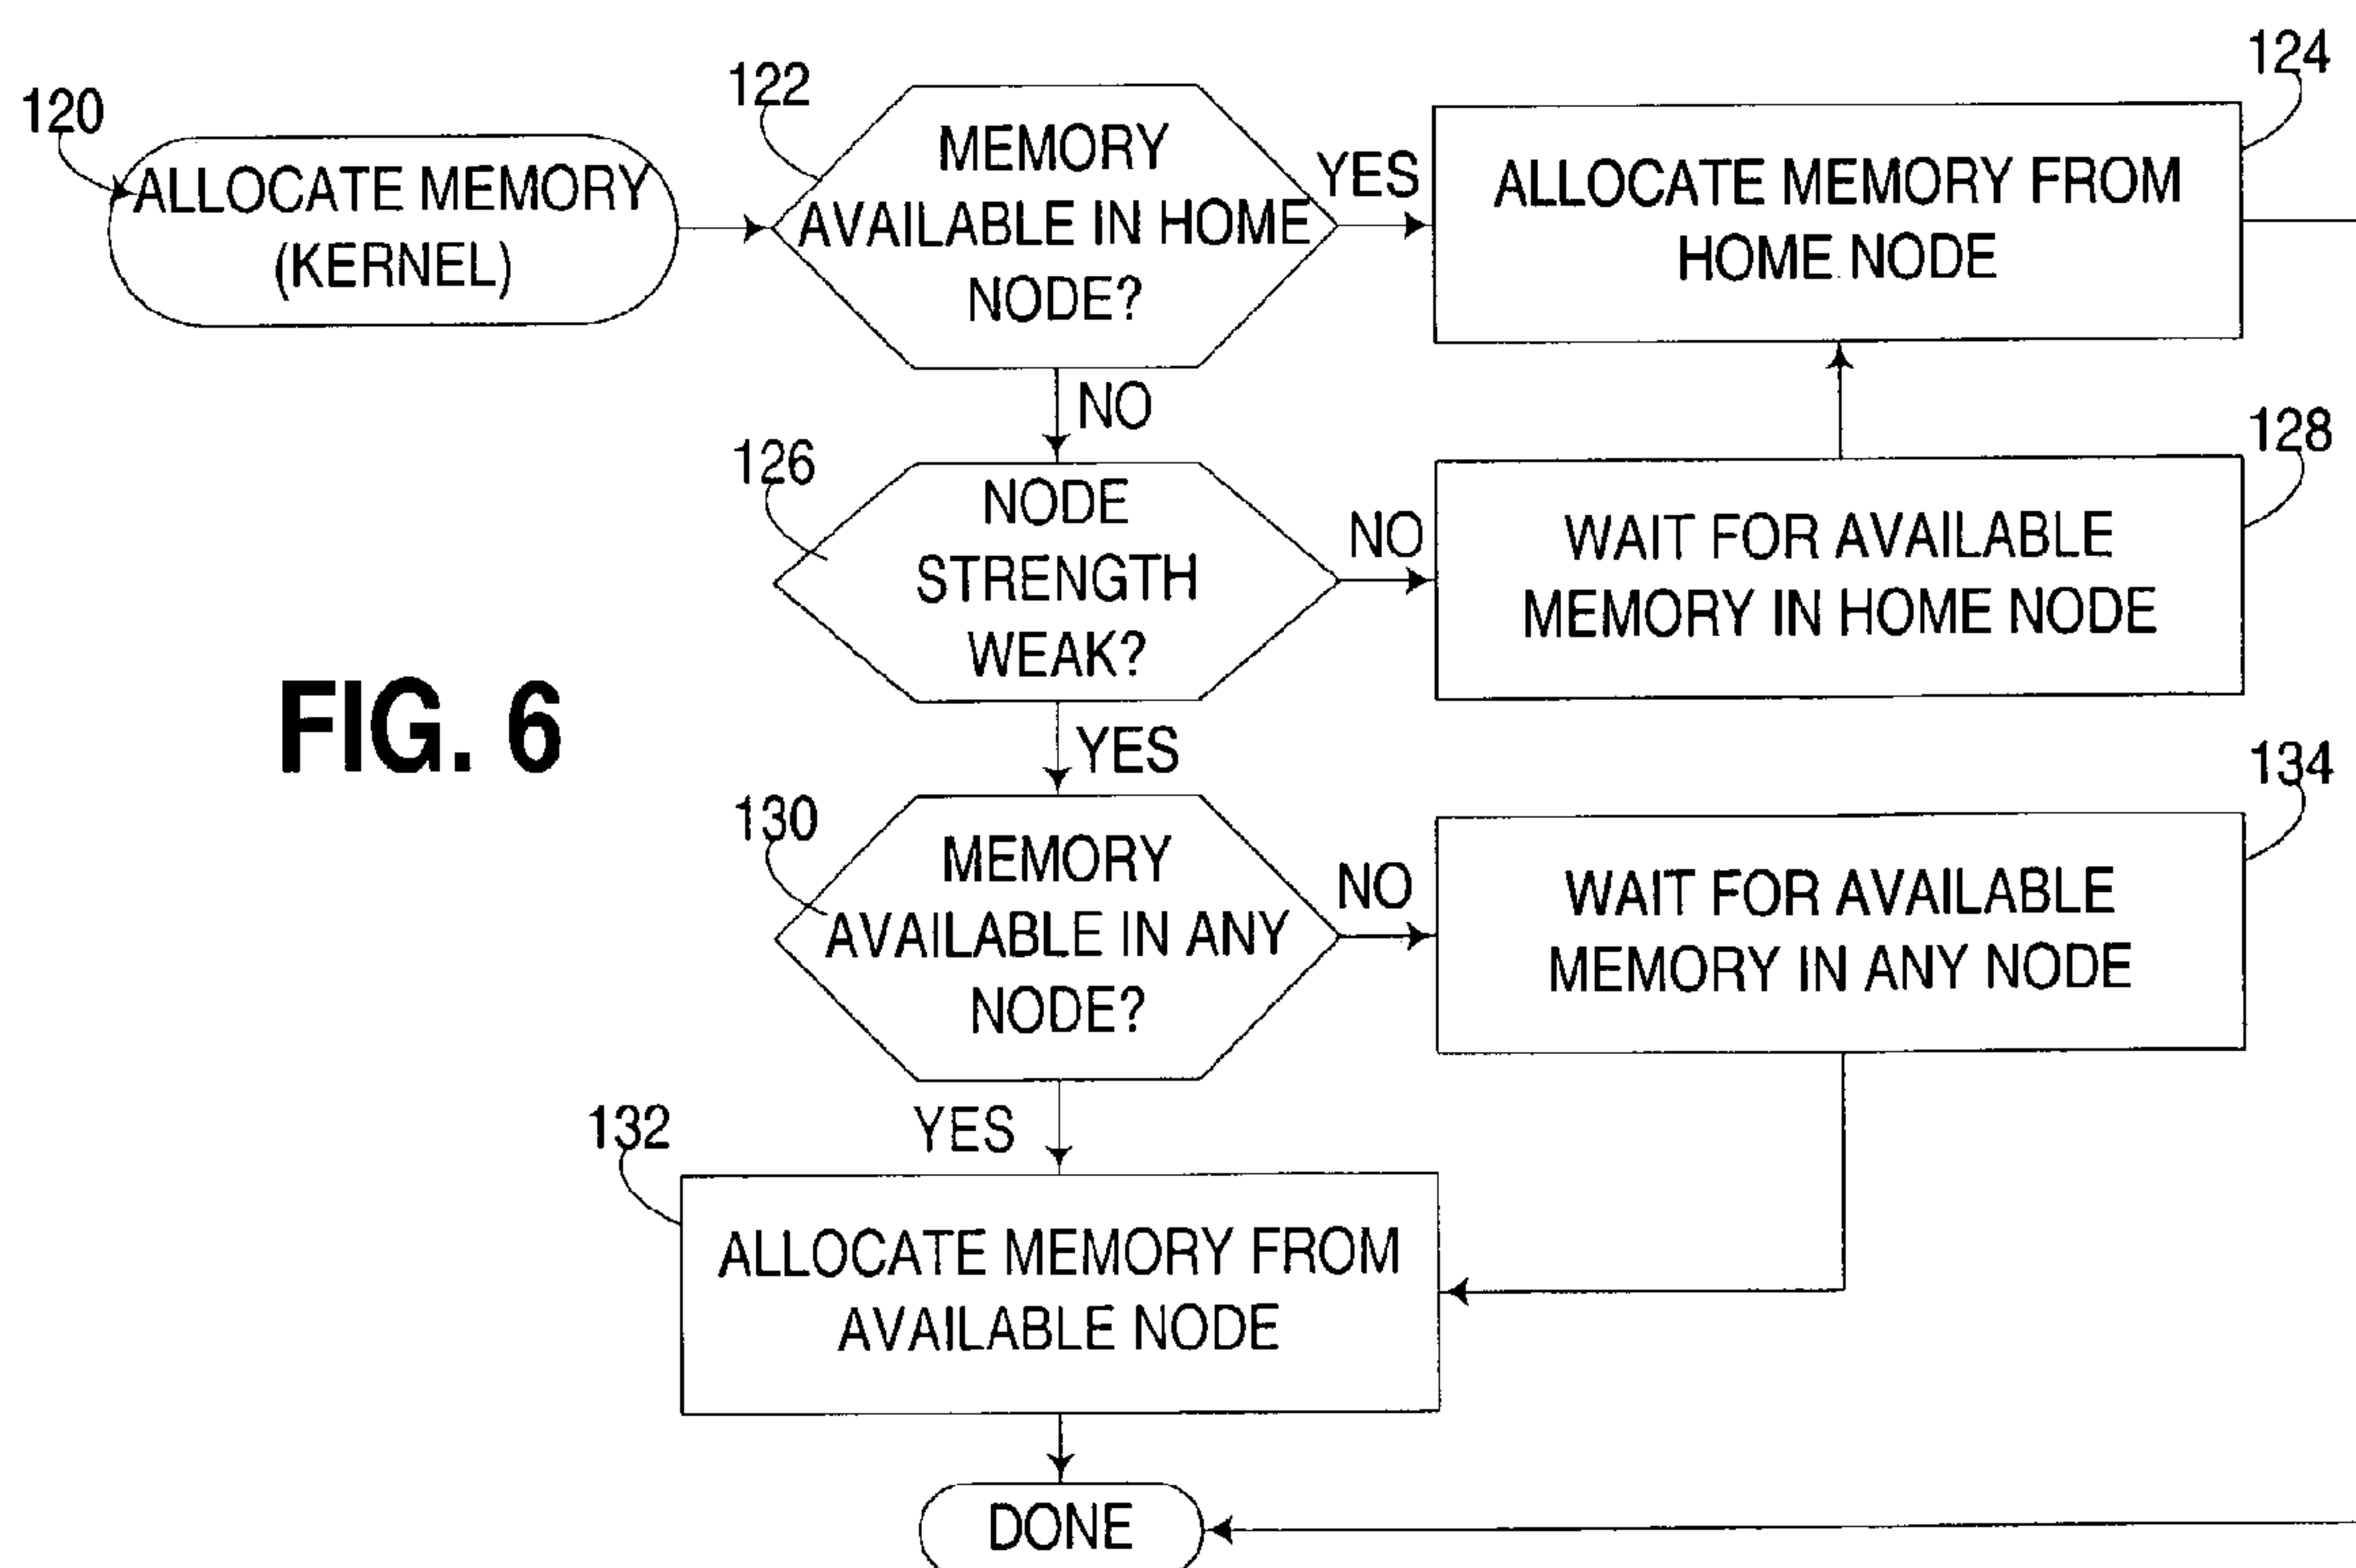 120
ALLOCATE MEMORY
(KERNEL)
122
MEMORY
AVAILABLE IN HOME
NODE?
YES
124
ALLOCATE MEMORY FROM
HOME NODE
NO
126
NODE
STRENGTH
WEAK?
NO
128
WAIT FOR AVAILABLE
MEMORY IN HOME NODE
FIG. 6
YES
130
MEMORY
AVAILABLE IN ANY
NODE?
NO
134
WAIT FOR AVAILABLE
MEMORY IN ANY NODE
YES
132
ALLOCATE MEMORY FROM
AVAILABLE NODE
DONE